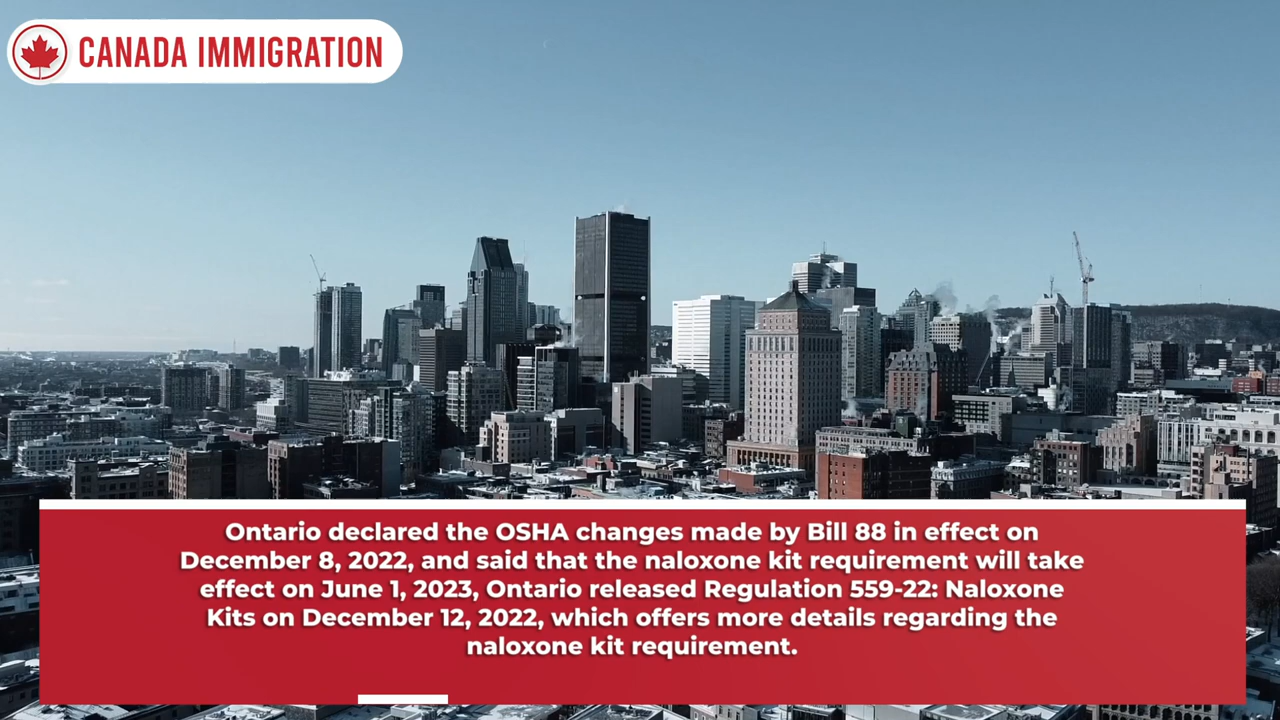 CANADA IMMIGRATION
Ontario declared the OSHA changes made by Bill 88 in effect on
December 8, 2022, and said that the naloxone kit requirement will take
effect on June 1, 2023, Ontario released Regulation 559-22: Naloxone
Kits on December 12, 2022, which offers more details regarding the
naloxone kit requirement.